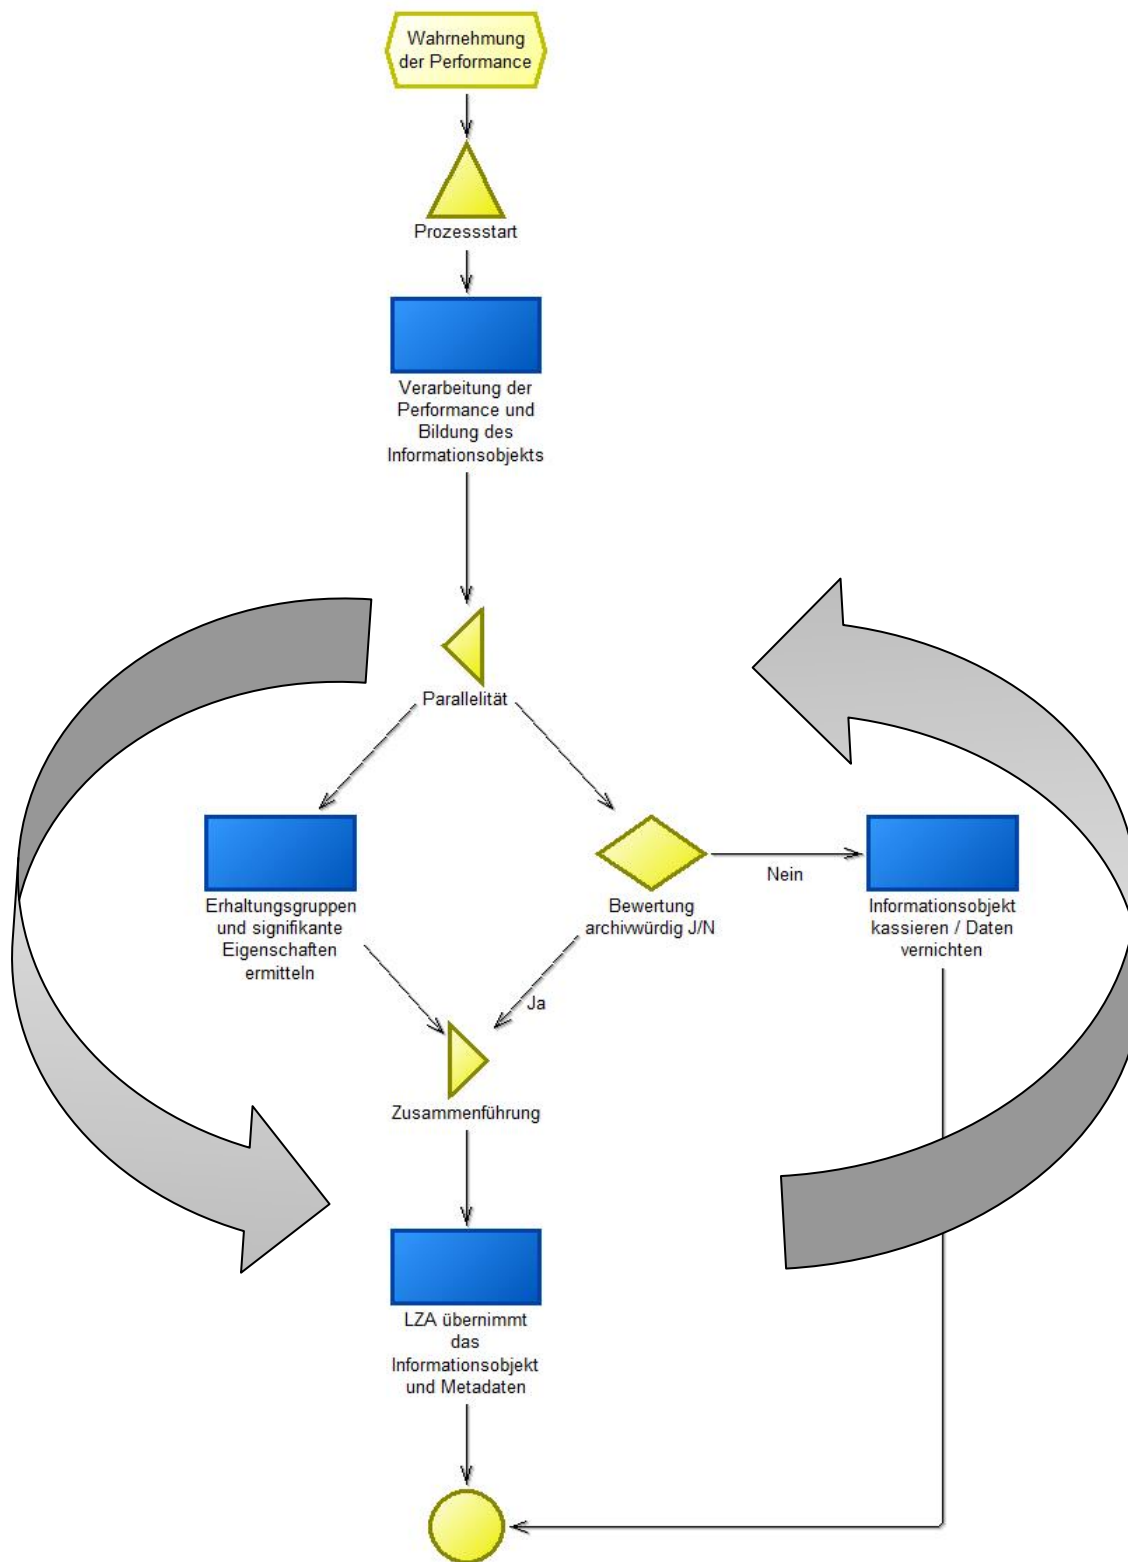 Wahrnehmung
der Performance
Prozessstart
Verarbeitung der
Performance und
Bildung des
Informationsobjekts
Parallelität
Erhaltungsgruppen
und signifikante
Eigenschaften
ermitteln
Bewertung
archivwürdig J/N
Nein
Informationsobjekt
kassieren / Daten
vernichten
Ja
Zusammenführung
LZA übernimmt
das
Informationsobjekt
und Metadaten